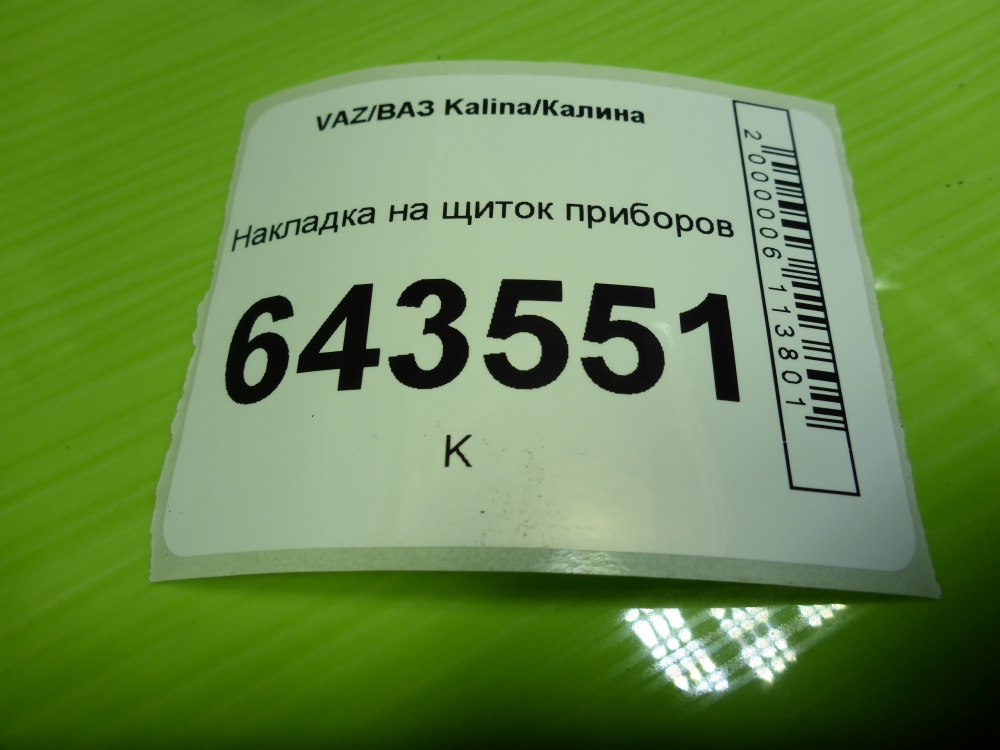 VAZ/ВАЗ Kalina/Калина
Накладка на щиток приборов
643551
К
2000006113801